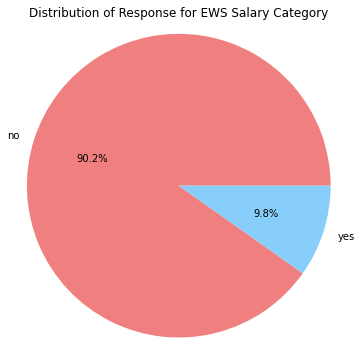 Distribution of Response for EWS Salary Category
no
90.2%
9.8%
yes